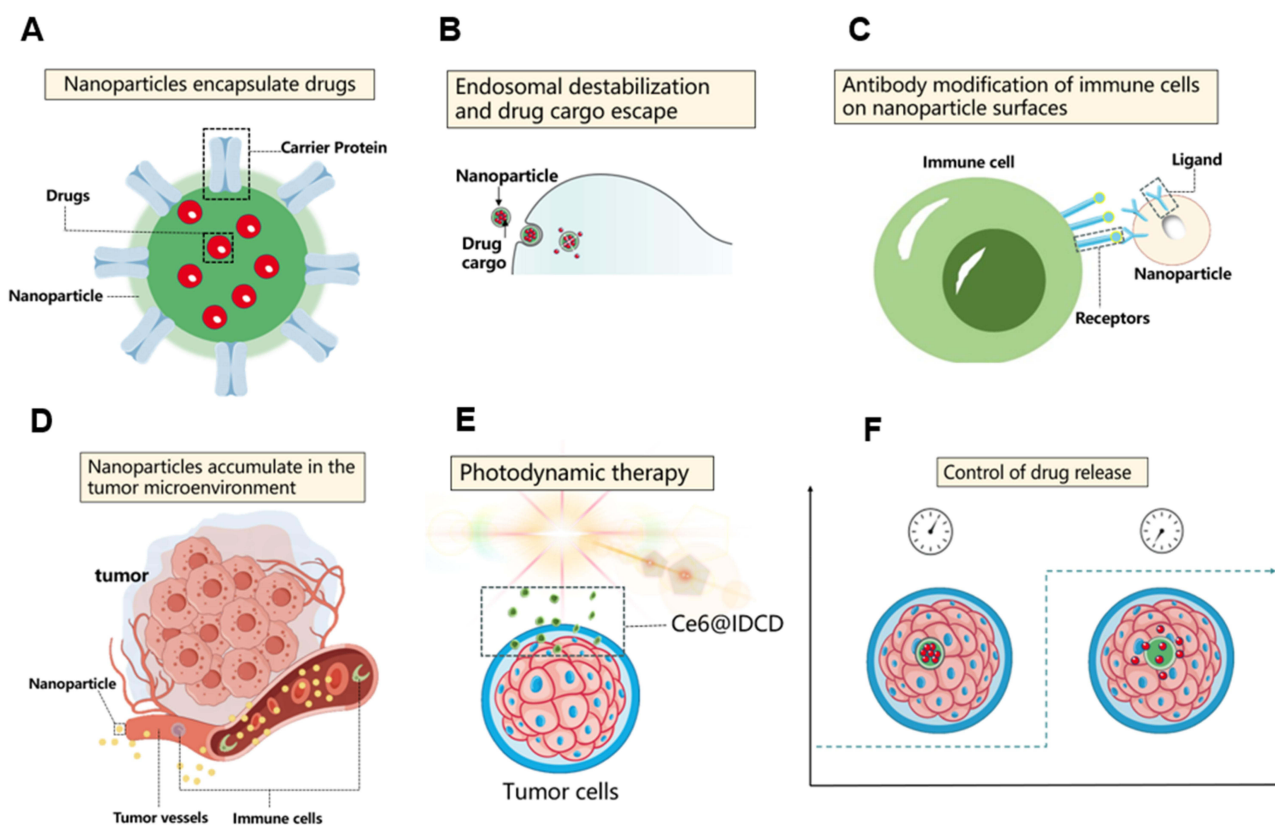 A
Nanoparticles encapsulate drugs
Carrier Protein
Drugs
Nanoparticle
B
Endosomal destabilization
and drug cargo escape
Nanoparticle
Drug
cargo
C
Antibody modification of immune cells
on nanoparticle surfaces
Immune cell
Ligand
Nanoparticle
Receptors
D
Nanoparticles accumulate in the
tumor microenvironment
tumor
Nanoparticle
Tumor vessels
Immune cells
E
Photodynamic therapy
Ce6@IDCD
Tumor cells
F
Control of drug release